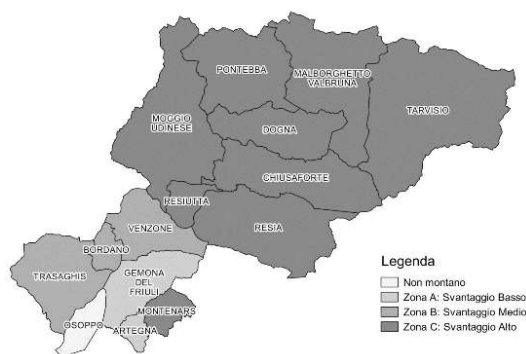 PONTEBBA
MALBORGHETTO
VALBRUNA
TARVISIO
MOGGIO
UDINESE
DOGNA
CHIUSAFORTE
RESIUTTA
VENZONE
RESIA
BORDANO
TRASAGHIS
GEMONA
DEL
FRIULI
MONTENARS
OSOPPO
ARTEGNA
Legenda
Non montano
Zona A: Svantaggio Basso
Zona B: Svantaggio Medio
Zona C: Svantaggio Alto